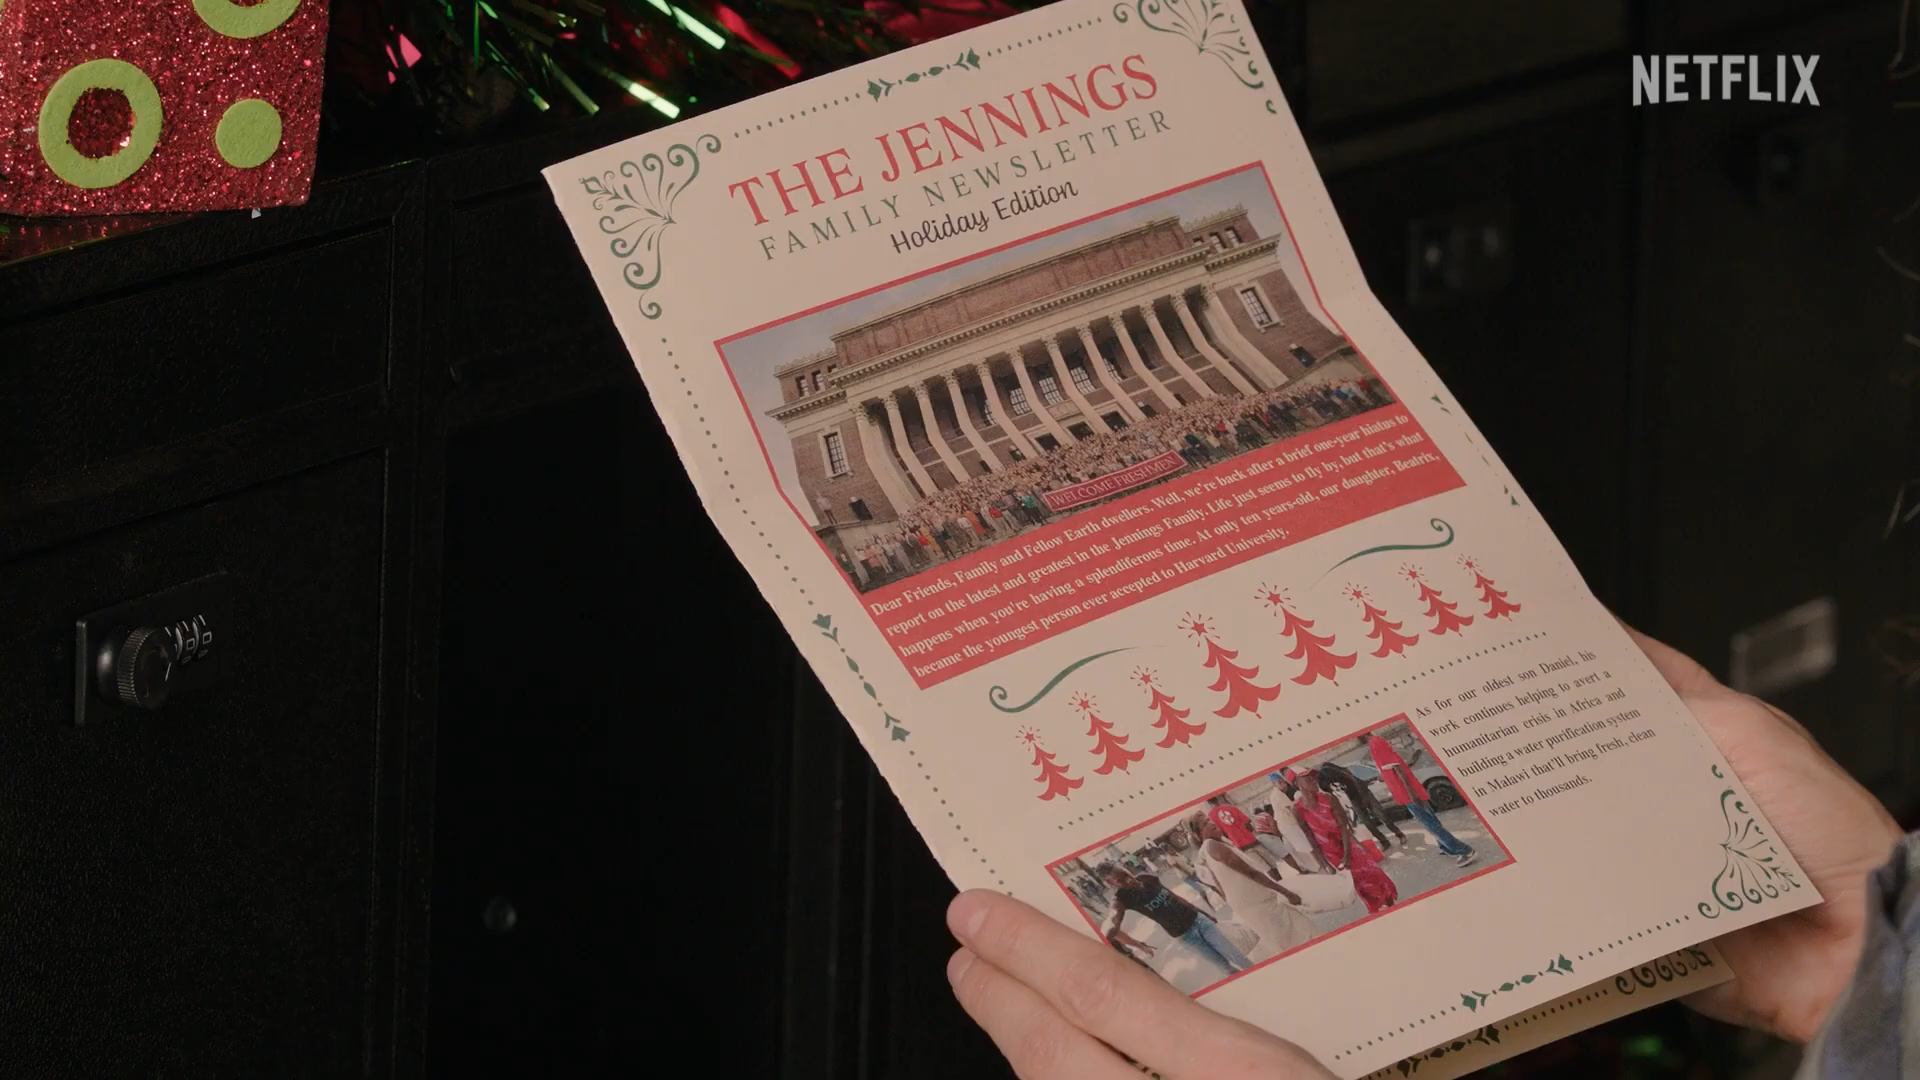 NETFLIX
THE JENNINGS
FAMILY NEWSLETTER
Holiday Edition
WELCOME FRESHMEN
Dear Friends, Family and Fellow Earth dwellers. Well, we're back after a brief one-year hiatus to
report on the latest and greatest in the Jennings Family. Life just seems to fly by, but that's what
happens when you're having a splendiferous time. At only ten years-old, our daughter, Beatrix,
became the youngest person ever accepted to Harvard University.
As for our oldest son Daniel, his
work continues helping to avert a
humanitarian crisis in Africa and
building a water purification system
in Malawi that'll bring fresh, clean
water to thousands.